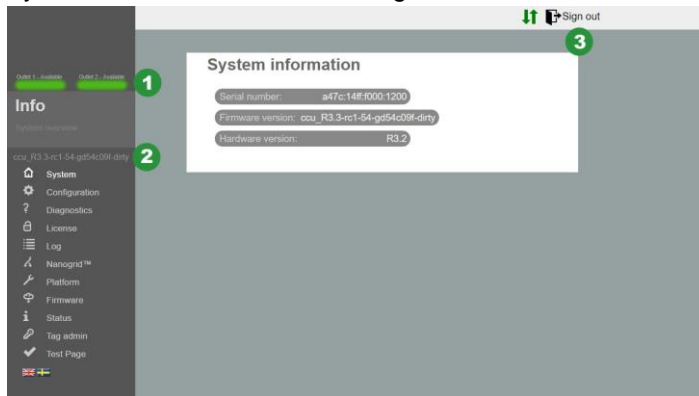 Sign out
3
Outlet 1 - Available Outlet 2 - Available
1
Info
System overview
ccu_R3.3-rc1-54-gd54c09f-dirty
2
System
Configuration
Diagnostics
License
Log
Nanogrid™
Platform
Firmware
Status
Tag admin
Test Page
System information
Serial number: a47c:14ff:f000:1200
Firmware version: ccu_R3.3-rc1-54-gd54c09f-dirty
Hardware version: R3.2